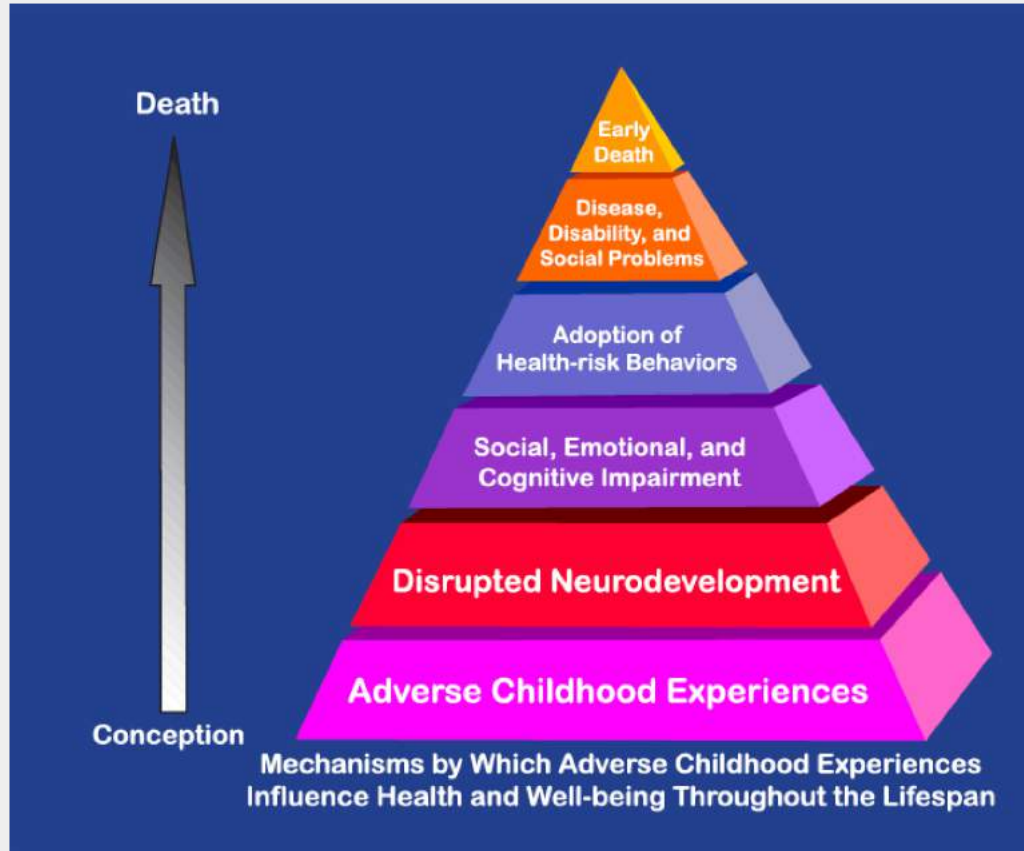 Death
Early
Death
Disease,
Disability, and
Social Problems
Adoption of
Health-risk Behaviors
Social, Emotional, and
Cognitive Impairment
Disrupted Neurodevelopment
Adverse Childhood Experiences
Conception
Mechanisms by Which Adverse Childhood Experiences
Influence Health and Well-being Throughout the Lifespan